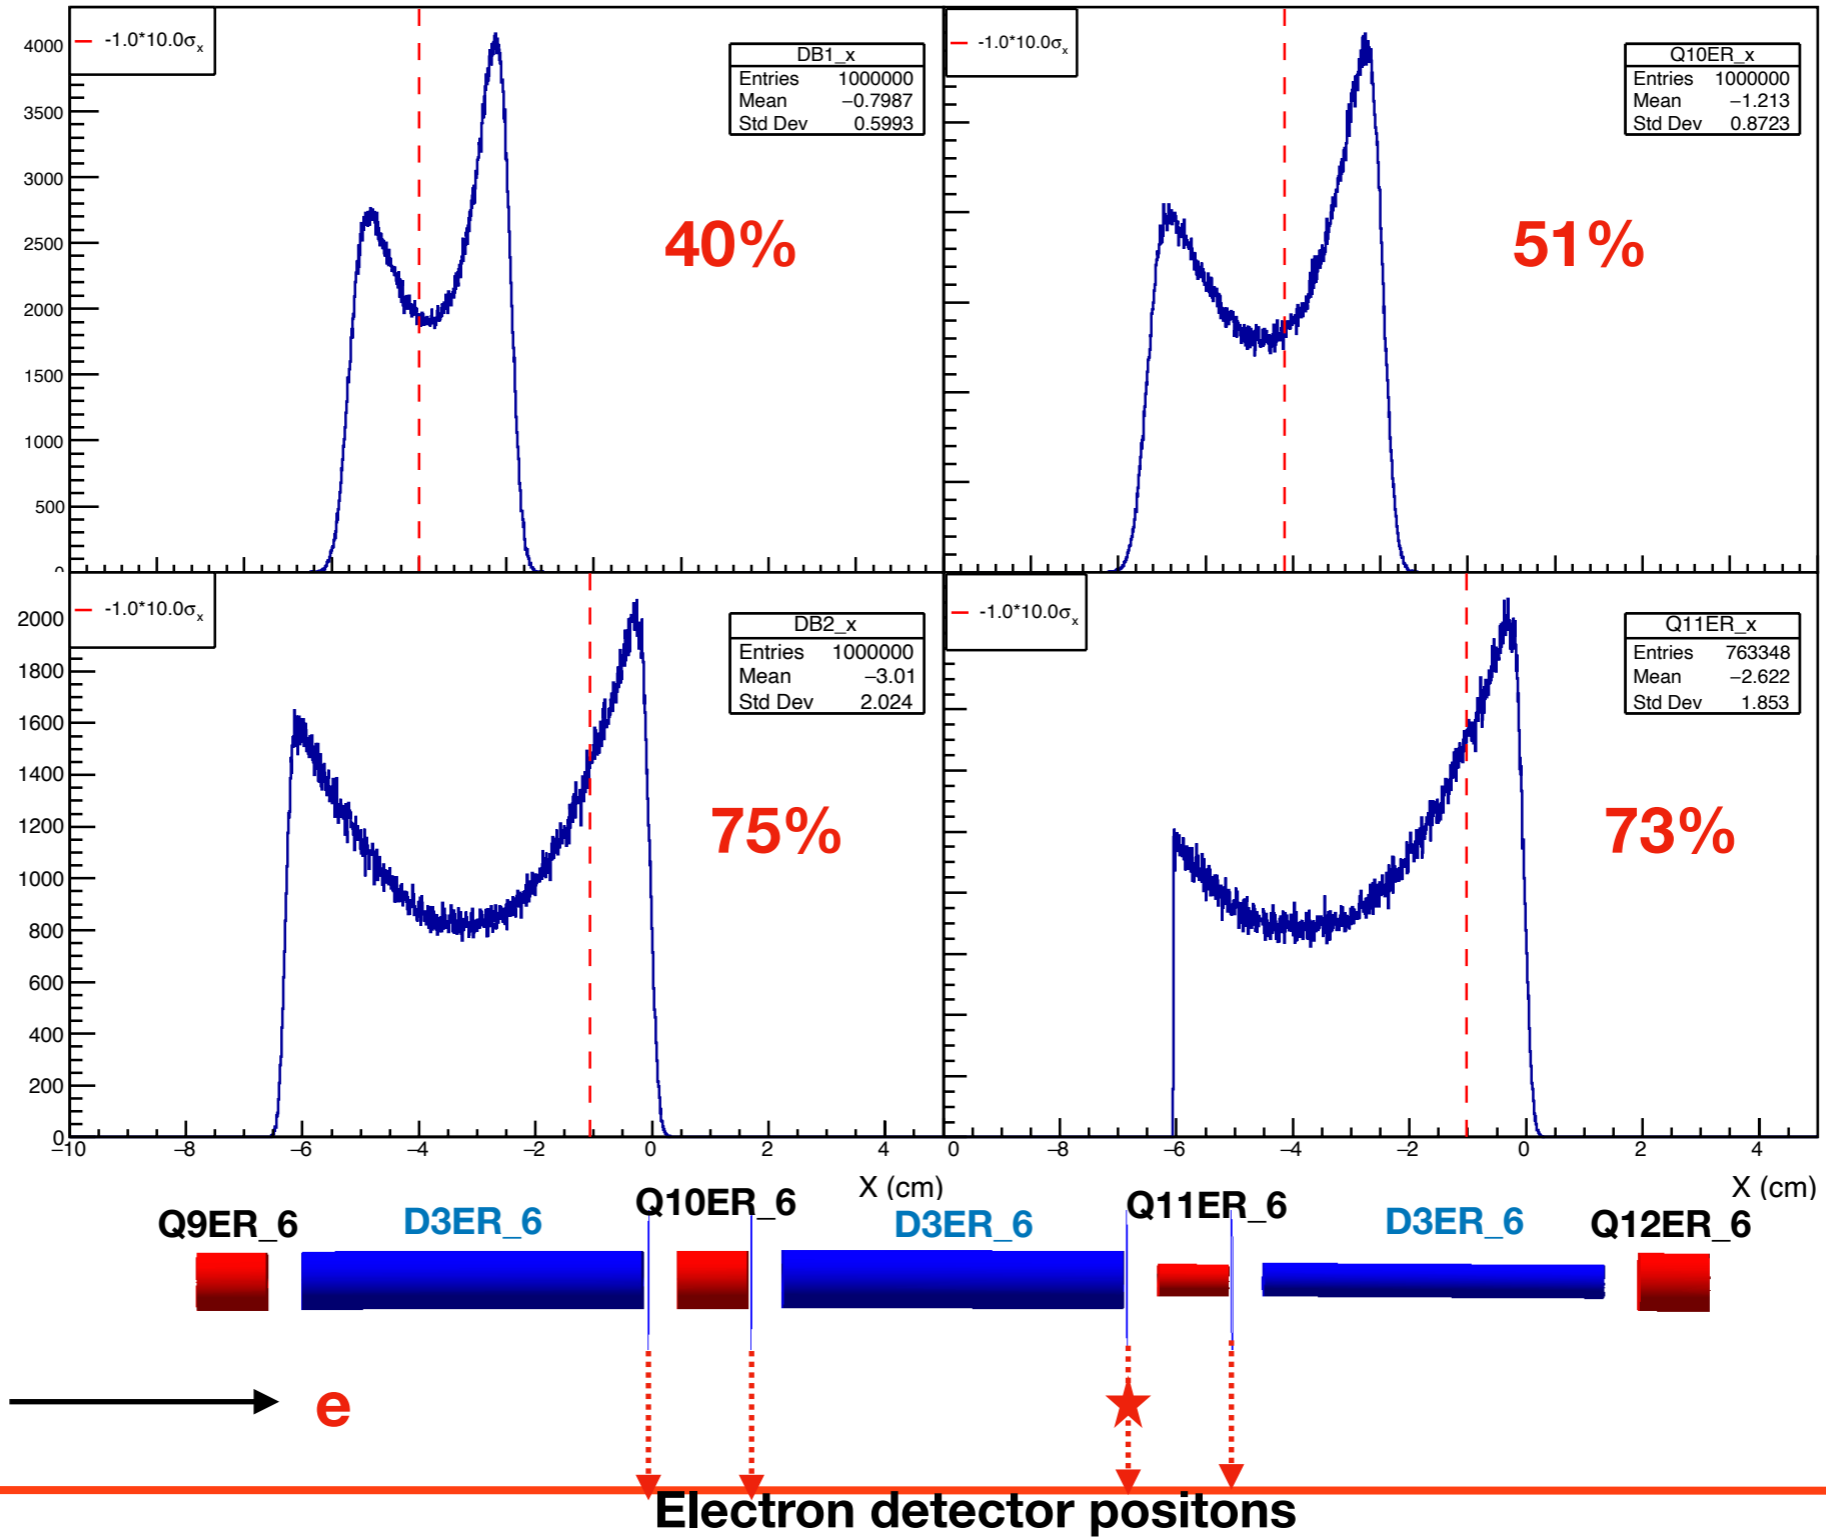 -1.0*10.0σx
DB1_x
Entries 1000000
Mean −0.7987
Std Dev 0.5993
40%
4000
3500
3000
2500
2000
1500
1000
500
0
-1.0*10.0σx
Q10ER_x
Entries 1000000
Mean −1.213
Std Dev 0.8723
51%
-1.0*10.0σx
DB2_x
Entries 1000000
Mean −3.01
Std Dev 2.024
75%
2000
1800
1600
1400
1200
1000
800
600
400
200
0
−10 −8 −6 −4 −2 0 2 4
X (cm)
-1.0*10.0σx
Q11ER_x
Entries 763348
Mean −2.622
Std Dev 1.853
73%
0 −8 −6 −4 −2 0 2 4
X (cm)
Q9ER_6 D3ER_6 Q10ER_6 D3ER_6 Q11ER_6 D3ER_6 Q12ER_6
e
Electron detector positons